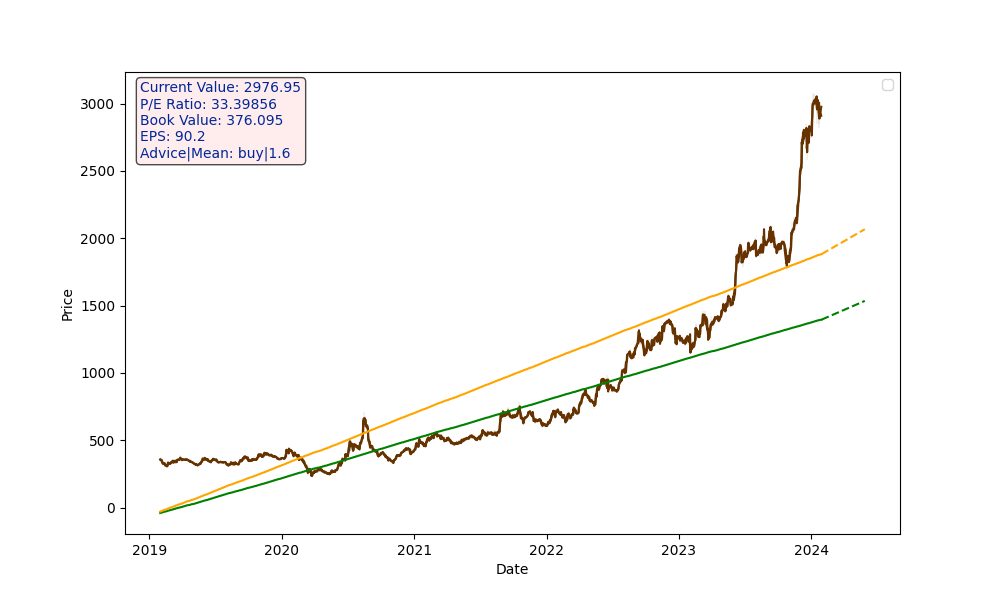 Current Value: 2976.95
P/E Ratio: 33.39856
Book Value: 376.095
EPS: 90.2
Advice|Mean: buy|1.6
3000
2500
2000
1500
1000
500
0
Price
2019 2020 2021 2022 2023 2024
Date